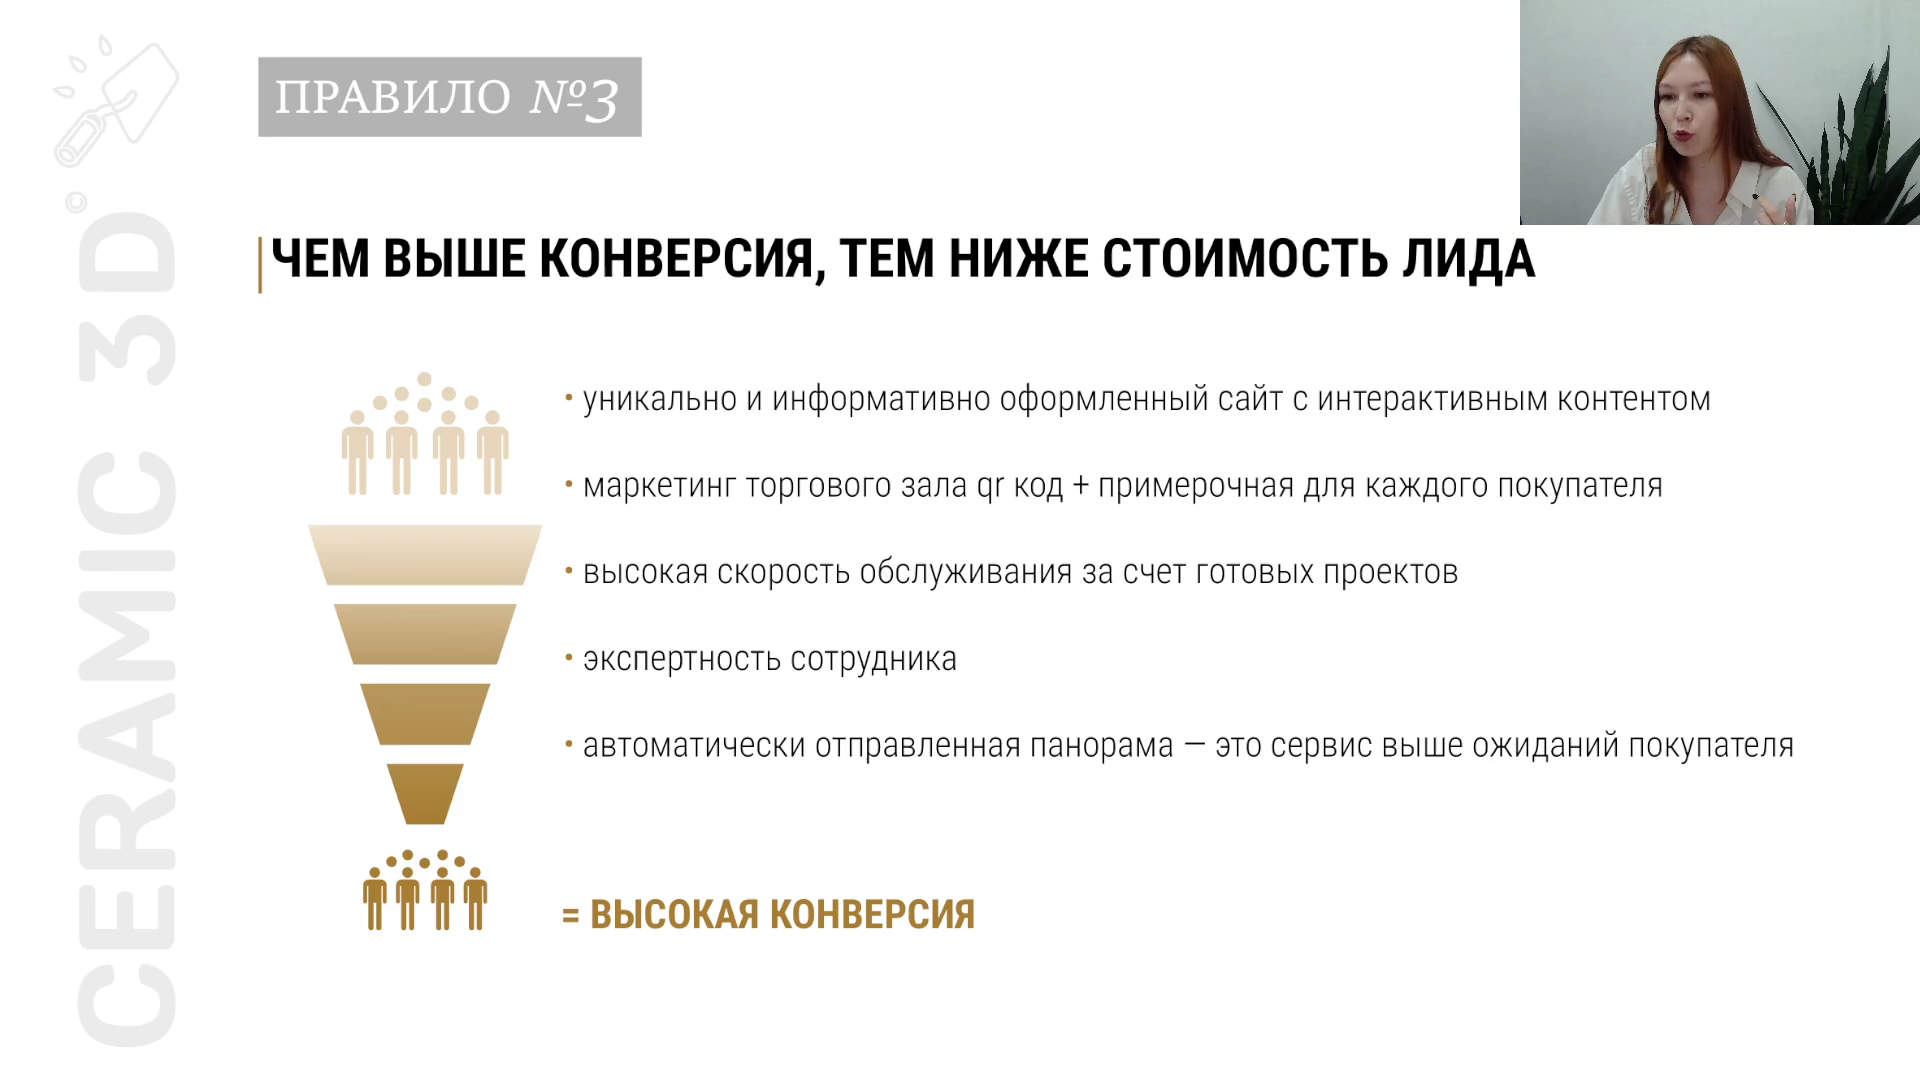 ПРАВИЛО №3
ЧЕМ ВЫШЕ КОНВЕРСИЯ, ТЕМ НИЖЕ СТОИМОСТЬ ЛИДА
• уникально и информативно оформленный сайт с интерактивным контентом
• маркетинг торгового зала qr код + примерочная для каждого покупателя
• высокая скорость обслуживания за счет готовых проектов
• экспертность сотрудника
• автоматически отправленная панорама — это сервис выше ожиданий покупателя
= ВЫСОКАЯ КОНВЕРСИЯ
CERAMIC 3D©